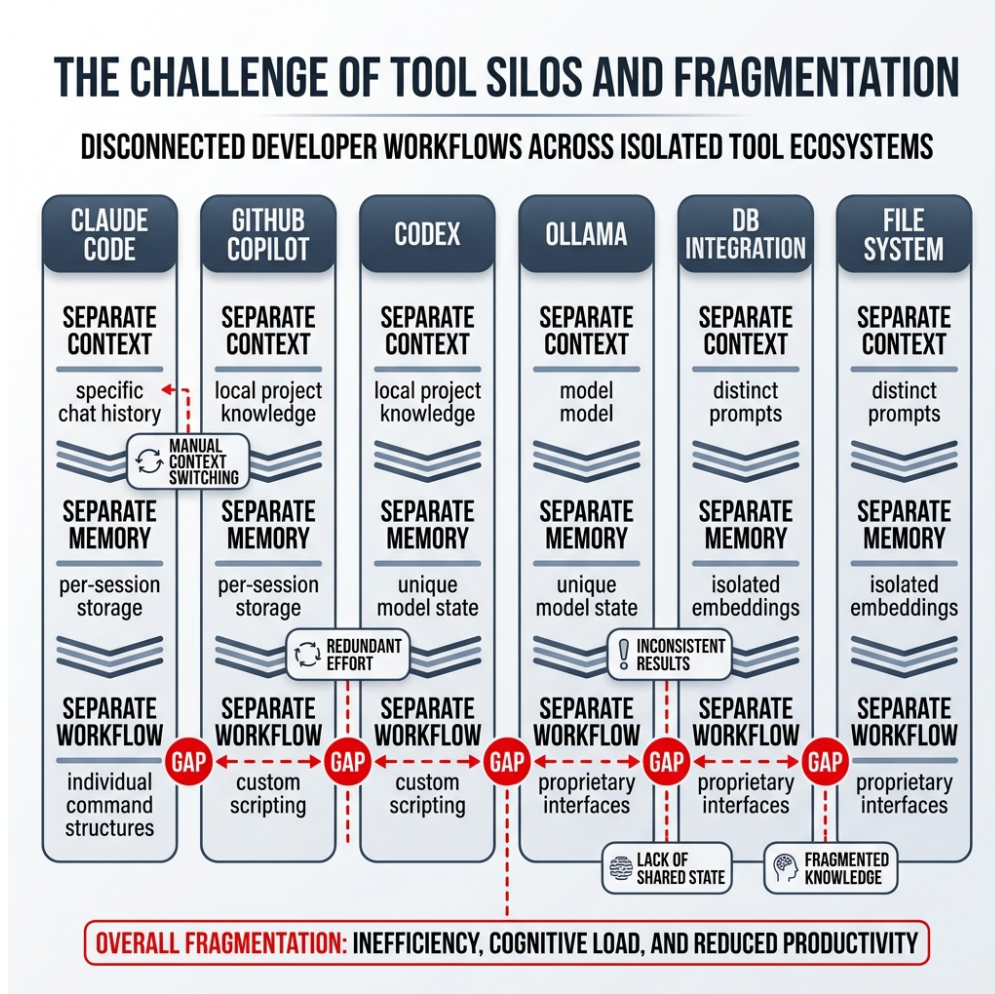 THE CHALLENGE OF TOOL SILOS AND FRAGMENTATION
DISCONNECTED DEVELOPER WORKFLOWS ACROSS ISOLATED TOOL ECOSYSTEMS
CLAUDE
CODE
SEPARATE
CONTEXT
specific
chat history
MANUAL
CONTEXT
SWITCHING
SEPARATE
MEMORY
per-session
storage
SEPARATE
WORKFLOW
individual
command
structures
GAP
GITHUB
COPILOT
SEPARATE
CONTEXT
local project
knowledge
SEPARATE
MEMORY
per-session
storage
REDUNDANT
EFFORT
SEPARATE
WORKFLOW
custom
scripting
GAP
CODEX
SEPARATE
CONTEXT
local project
knowledge
SEPARATE
MEMORY
unique
model state
SEPARATE
WORKFLOW
custom
scripting
GAP
OLLAMA
SEPARATE
CONTEXT
model
model
SEPARATE
MEMORY
unique
model state
INCONSISTENT
RESULTS
SEPARATE
WORKFLOW
proprietary
interfaces
GAP
LACK OF
SHARED STATE
DB
INTEGRATION
SEPARATE
CONTEXT
distinct
prompts
SEPARATE
MEMORY
isolated
embeddings
SEPARATE
WORKFLOW
proprietary
interfaces
GAP
FRAGMENTED
KNOWLEDGE
FILE
SYSTEM
SEPARATE
CONTEXT
distinct
prompts
SEPARATE
MEMORY
isolated
embeddings
SEPARATE
WORKFLOW
proprietary
interfaces
OVERALL FRAGMENTATION: INEFFICIENCY, COGNITIVE LOAD, AND REDUCED PRODUCTIVITY